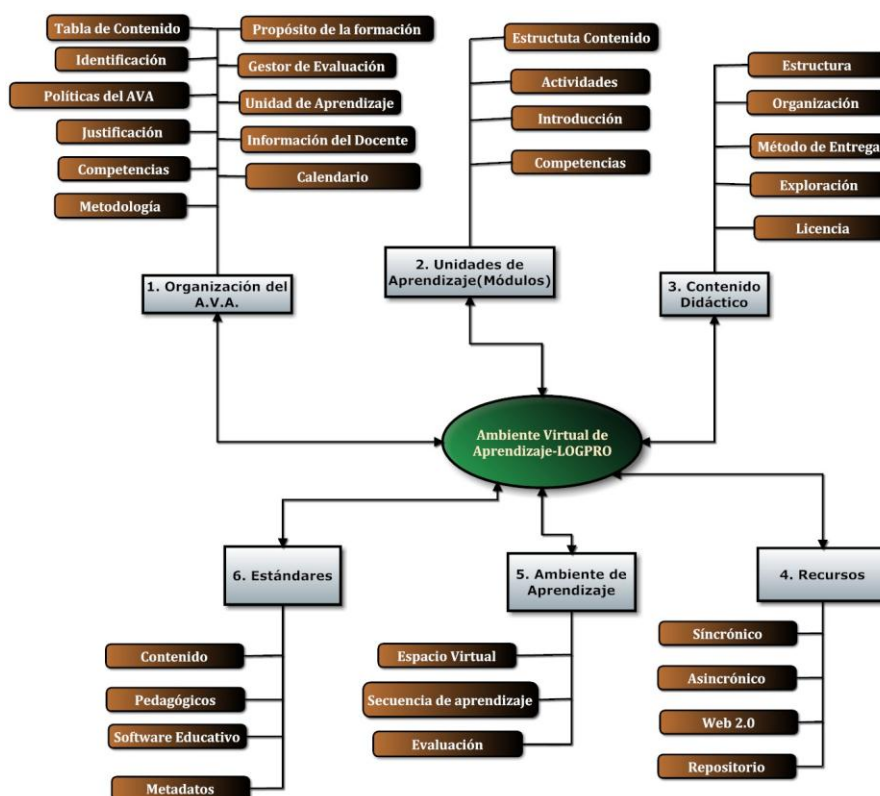 Tabla de Contenido
Propósito de la formación
Identificación
Gestor de Evaluación
Políticas del AVA
Unidad de Aprendizaje
Justificación
Información del Docente
Competencias
Calendario
Metodología
1. Organización del
A.V.A.
Estructuta Contenido
Actividades
Introducción
Competencias
2. Unidades de
Aprendizaje(Módulos)
Estructura
Organización
Método de Entrega
Exploración
Licencia
3. Contenido
Didáctico
Ambiente Virtual de
Aprendizaje-LOGPRO
6. Estándares
Contenido
Pedagógicos
Software Educativo
Metadatos
5. Ambiente de
Aprendizaje
Espacio Virtual
Secuencia de aprendizaje
Evaluación
4. Recursos
Síncrónico
Asincrónico
Web 2.0
Repositorio